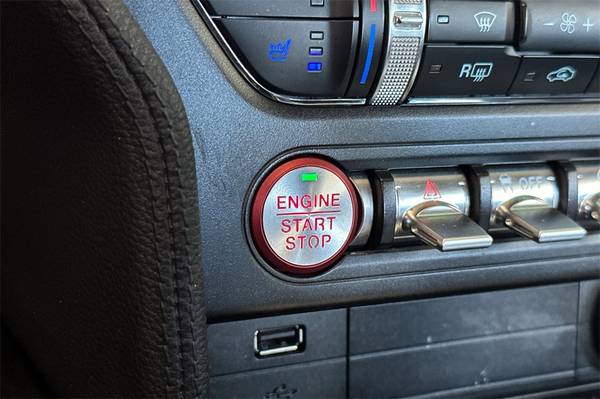 R
- +
OFF
ENGINE
START
STOP